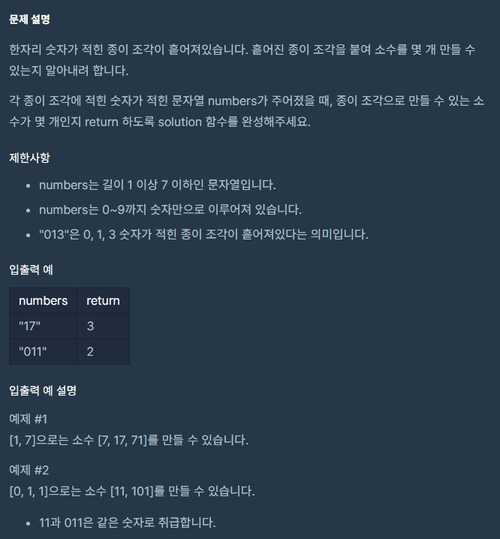 문제 설명
한자리 숫자가 적힌 종이 조각이 흩어져있습니다. 흩어진 종이 조각을 붙여 소수를 몇 개 만들 수
있는지 알아내려 합니다.
각 종이 조각에 적힌 숫자가 적힌 문자열 numbers가 주어졌을 때, 종이 조각으로 만들 수 있는 소
수가 몇 개인지 return 하도록 solution 함수를 완성해주세요.
제한사항
• numbers는 길이 1 이상 7 이하인 문자열입니다.
• numbers는 0~9까지 숫자만으로 이루어져 있습니다.
• "013"은 0, 1, 3 숫자가 적힌 종이 조각이 흩어져있다는 의미입니다.
입출력 예
numbers return
"17" 3
"011" 2
입출력 예 설명
예제 #1
[1, 7]으로는 소수 [7, 17, 71]를 만들 수 있습니다.
예제 #2
[0, 1, 1]으로는 소수 [11, 101]를 만들 수 있습니다.
• 11과 011은 같은 숫자로 취급합니다.